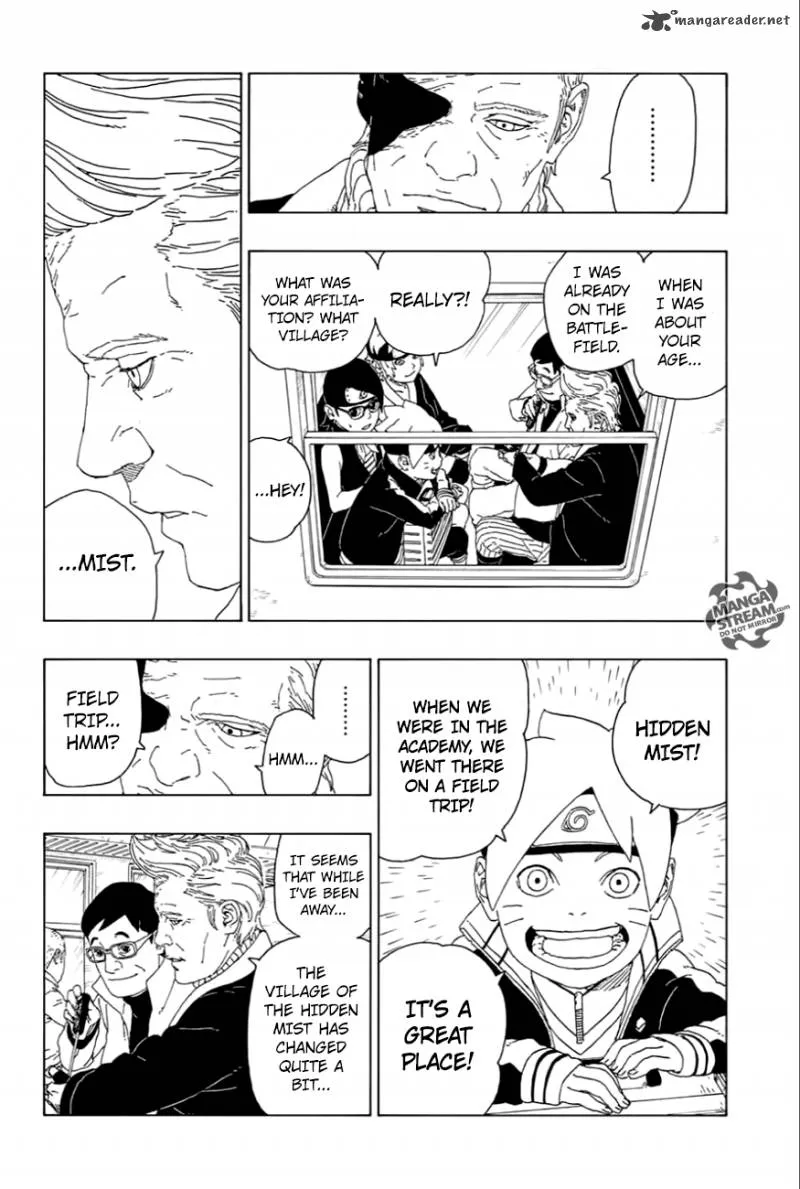 mangareader.net
.........
WHEN
I WAS
ABOUT
YOUR
AGE...
I WAS
ALREADY
ON THE
BATTLE-
FIELD.
REALLY?!
WHAT WAS
YOUR AFFILIA-
TION? WHAT
VILLAGE?
...HEY!
...MIST.
MANGA
STREAM.com
DO NOT MIRROR
HIDDEN
MIST!
WHEN WE
WERE IN THE
ACADEMY, WE
WENT THERE
ON A FIELD
TRIP!
IT'S A
GREAT
PLACE!
.........
HMM...
FIELD
TRIP...
HMM?
IT SEEMS
THAT WHILE
I'VE BEEN
AWAY...
THE
VILLAGE OF
THE HIDDEN
MIST HAS
CHANGED
QUITE A
BIT...